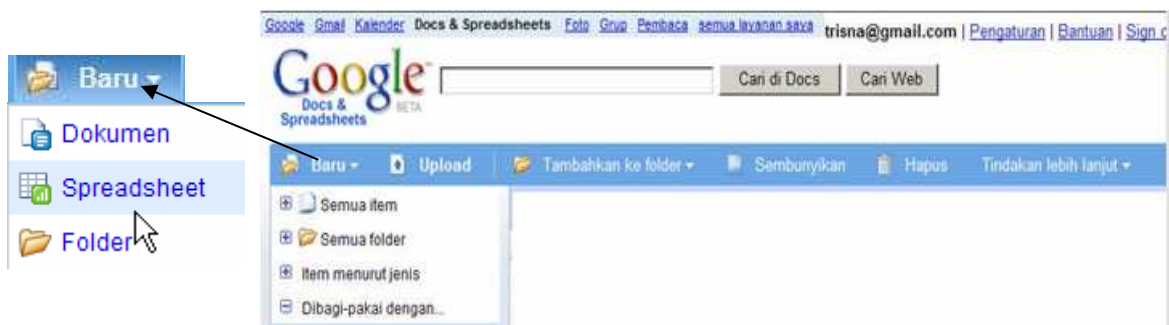 Google Gmail Kalender Docs & Spreadsheets Foto Grup Pembaca semua layanan saya trisna@gmail.com | Pengaturan | Bantuan | Sign
Google
Docs &
Spreadsheets
BETA
Cari di Docs
Cari Web
Baru
Dokumen
Spreadsheet
Folder
Baru Upload Tambahkan ke folder Sembunyikan Hapus Tindakan lebih lanjut
Semua item
Semua folder
Item menurut jenis
Dibagi-pakai dengan...